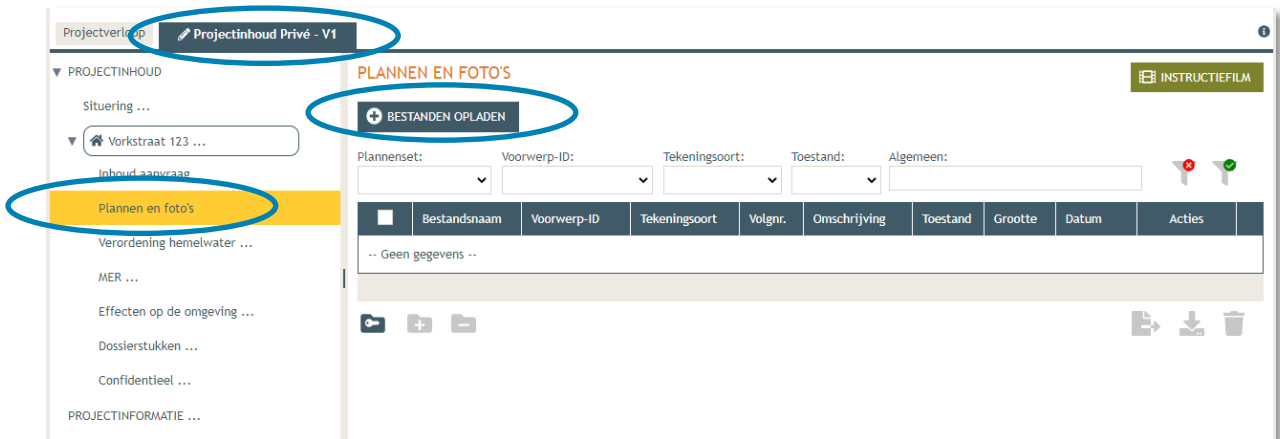 Projectverloop
Projectinhoud Privé - V1
PROJECTINHOUD
Situering ...
Vorkstraat 123 ...
Inhoud aanvraag
Plannen en foto's
Verordening hemelwater ...
MER ...
Effecten op de omgeving ...
Dossierstukken ...
Confidentieel ...
PROJECTINFORMATIE ...
PLANNEN EN FOTO'S
INSTRUCTIEFILM
BESTANDEN OPLADEN
Plannenset: Voorwerp-ID: Tekeningsoort: Toestand: Algemeen:
Bestandsnaam Voorwerp-ID Tekeningsoort Volgnr. Omschrijving Toestand Grootte Datum Acties
-- Geen gegevens --